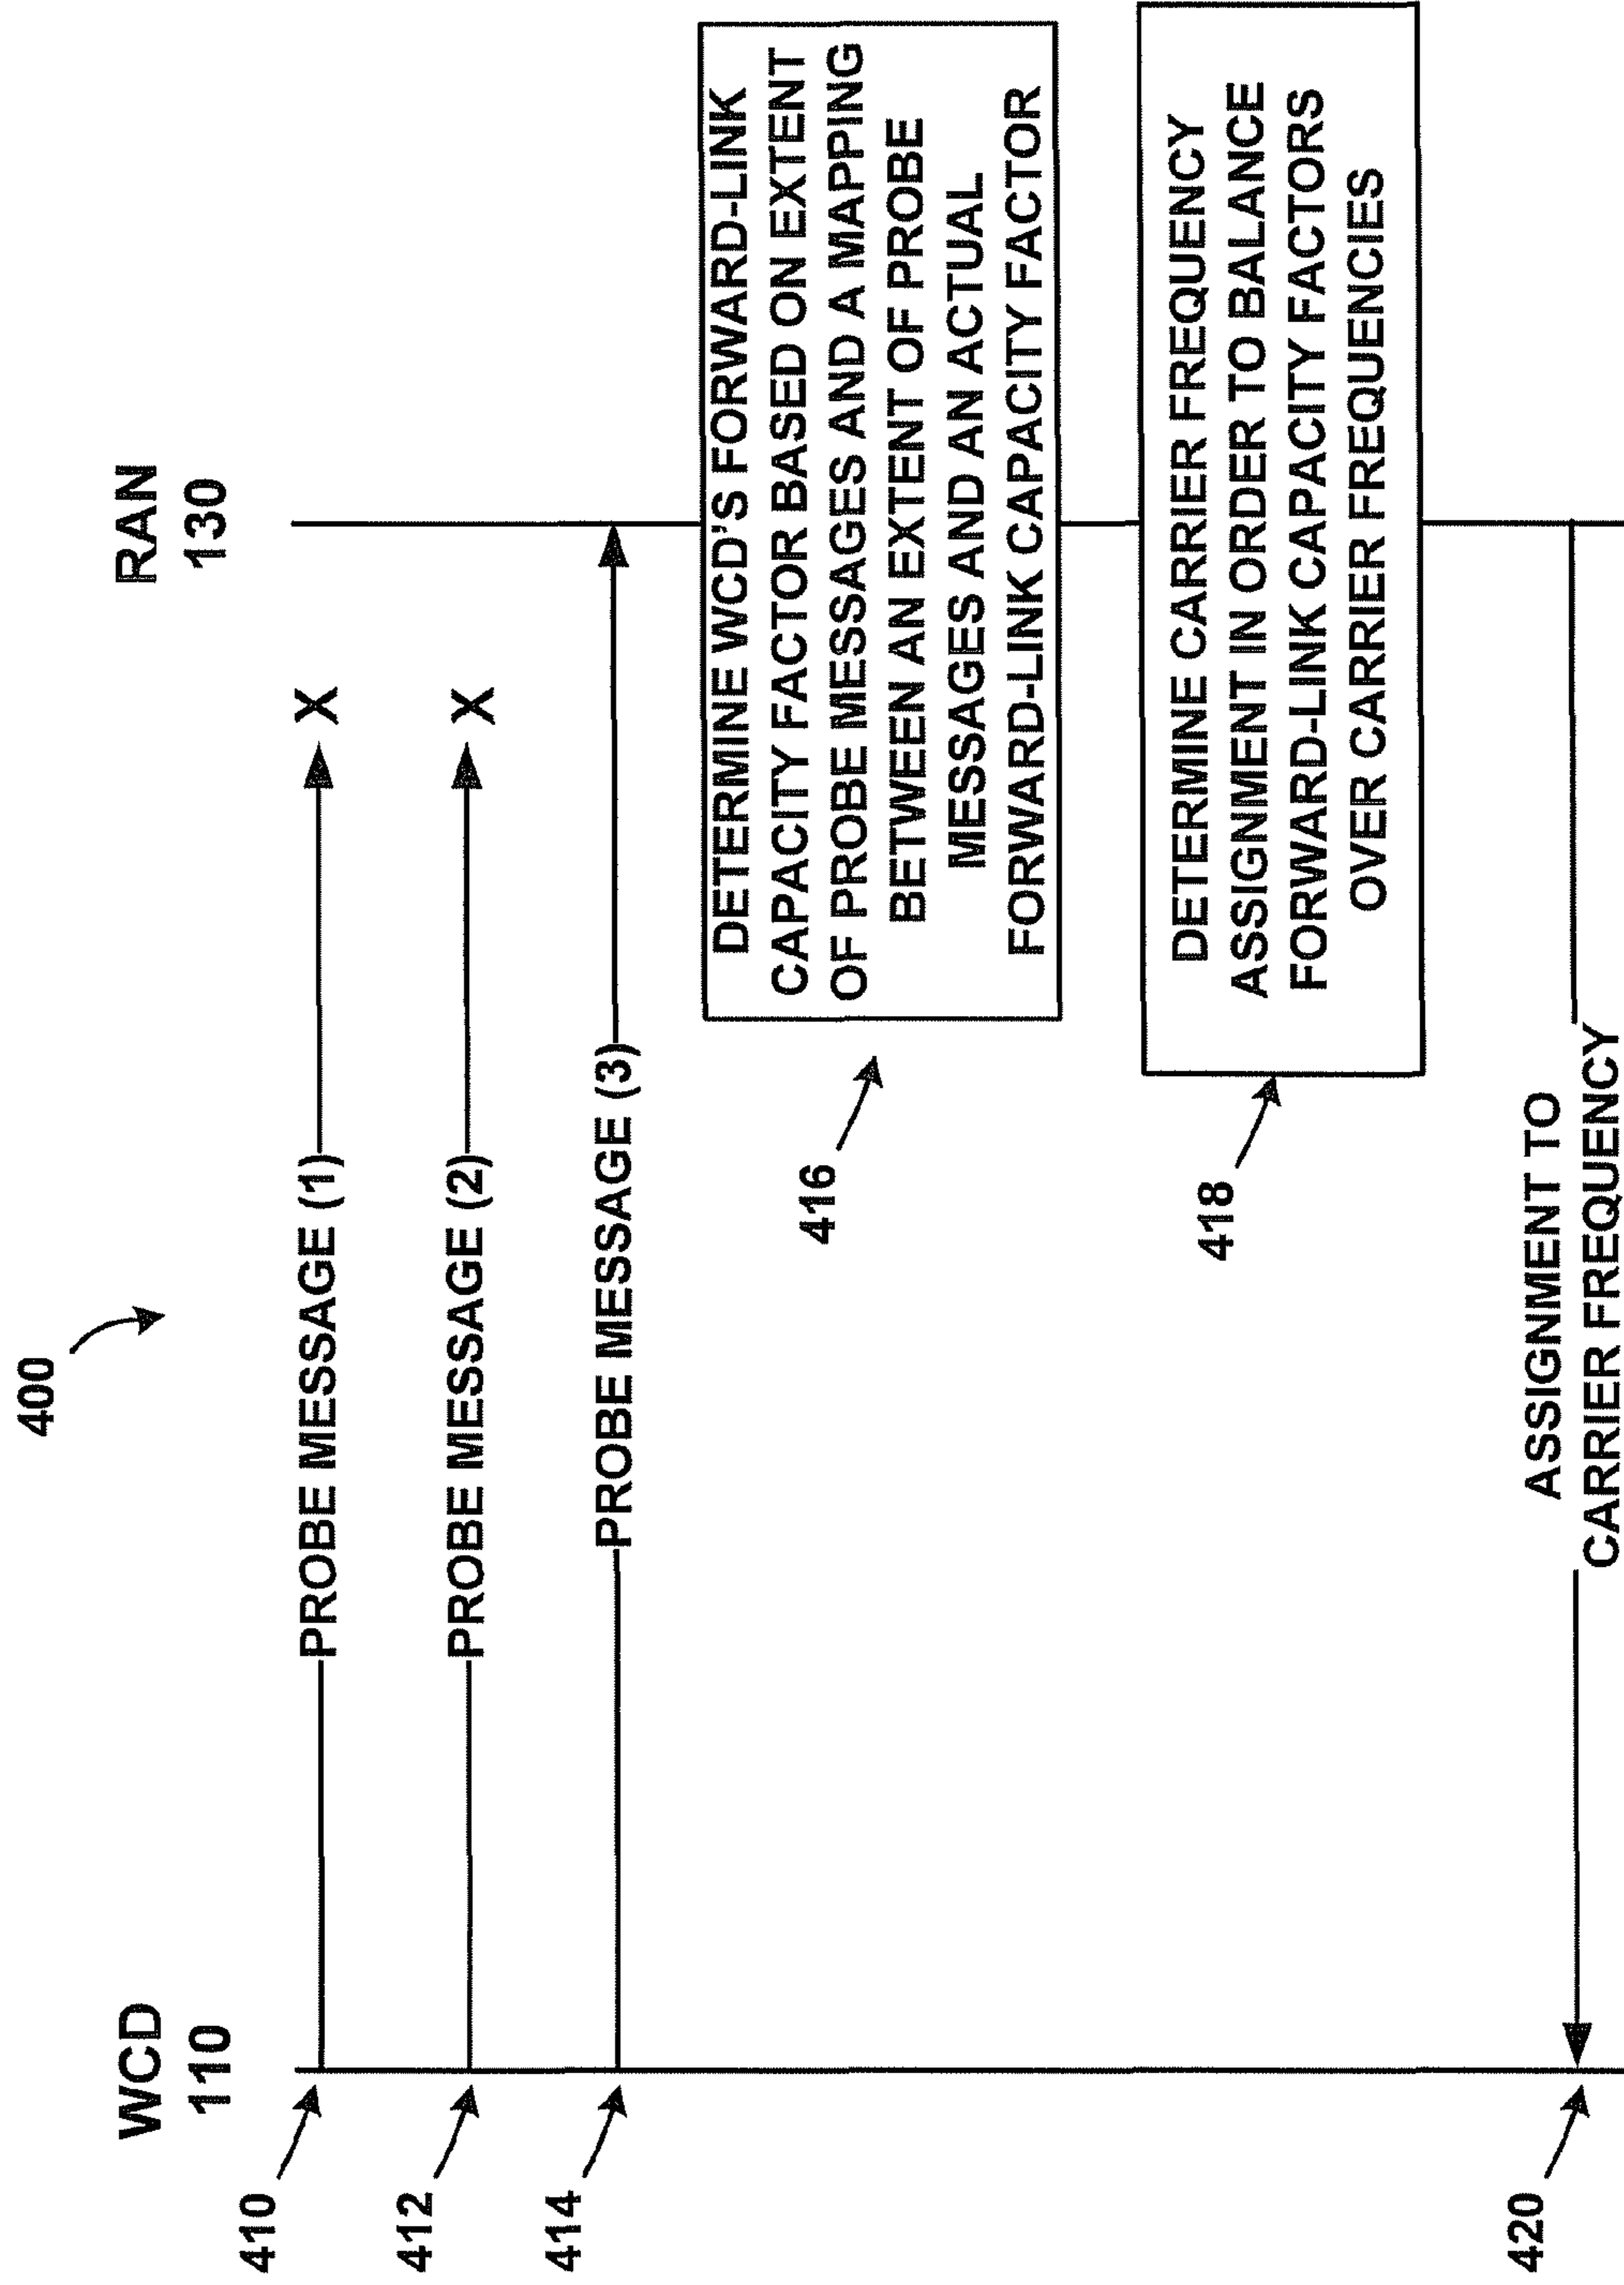 400
WCD
110
RAN
130
410
PROBE MESSAGE (1)
X
412
PROBE MESSAGE (2)
X
414
PROBE MESSAGE (3)
416
DETERMINE WCD'S FORWARD-LINK
CAPACITY FACTOR BASED ON EXTENT
OF PROBE MESSAGES AND A MAPPING
BETWEEN AN EXTENT OF PROBE
MESSAGES AND AN ACTUAL
FORWARD-LINK CAPACITY FACTOR
418
DETERMINE CARRIER FREQUENCY
ASSIGNMENT IN ORDER TO BALANCE
FORWARD-LINK CAPACITY FACTORS
OVER CARRIER FREQUENCIES
420
ASSIGNMENT TO
CARRIER FREQUENCY